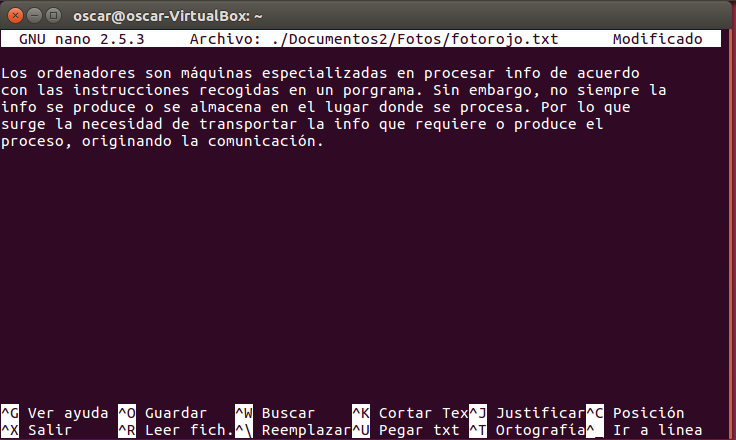 oscar@oscar-VirtualBox: ~
GNU nano 2.5.3 Archivo: ./Documentos2/Fotos/fotorojo.txt Modificado
Los ordenadores son máquinas especializadas en procesar info de acuerdo
con las instrucciones recogidas en un porgrama. Sin embargo, no siempre la
info se produce o se almacena en el lugar donde se procesa. Por lo que
surge la necesidad de transportar la info que requiere o produce el
proceso, originando la comunicación.
^G Ver ayuda ^O Guardar ^W Buscar ^K Cortar Tex^J Justificar^C Posición
^X Salir ^R Leer fich.^\ Reemplazar^U Pegar txt ^T Ortografía^_ Ir a línea